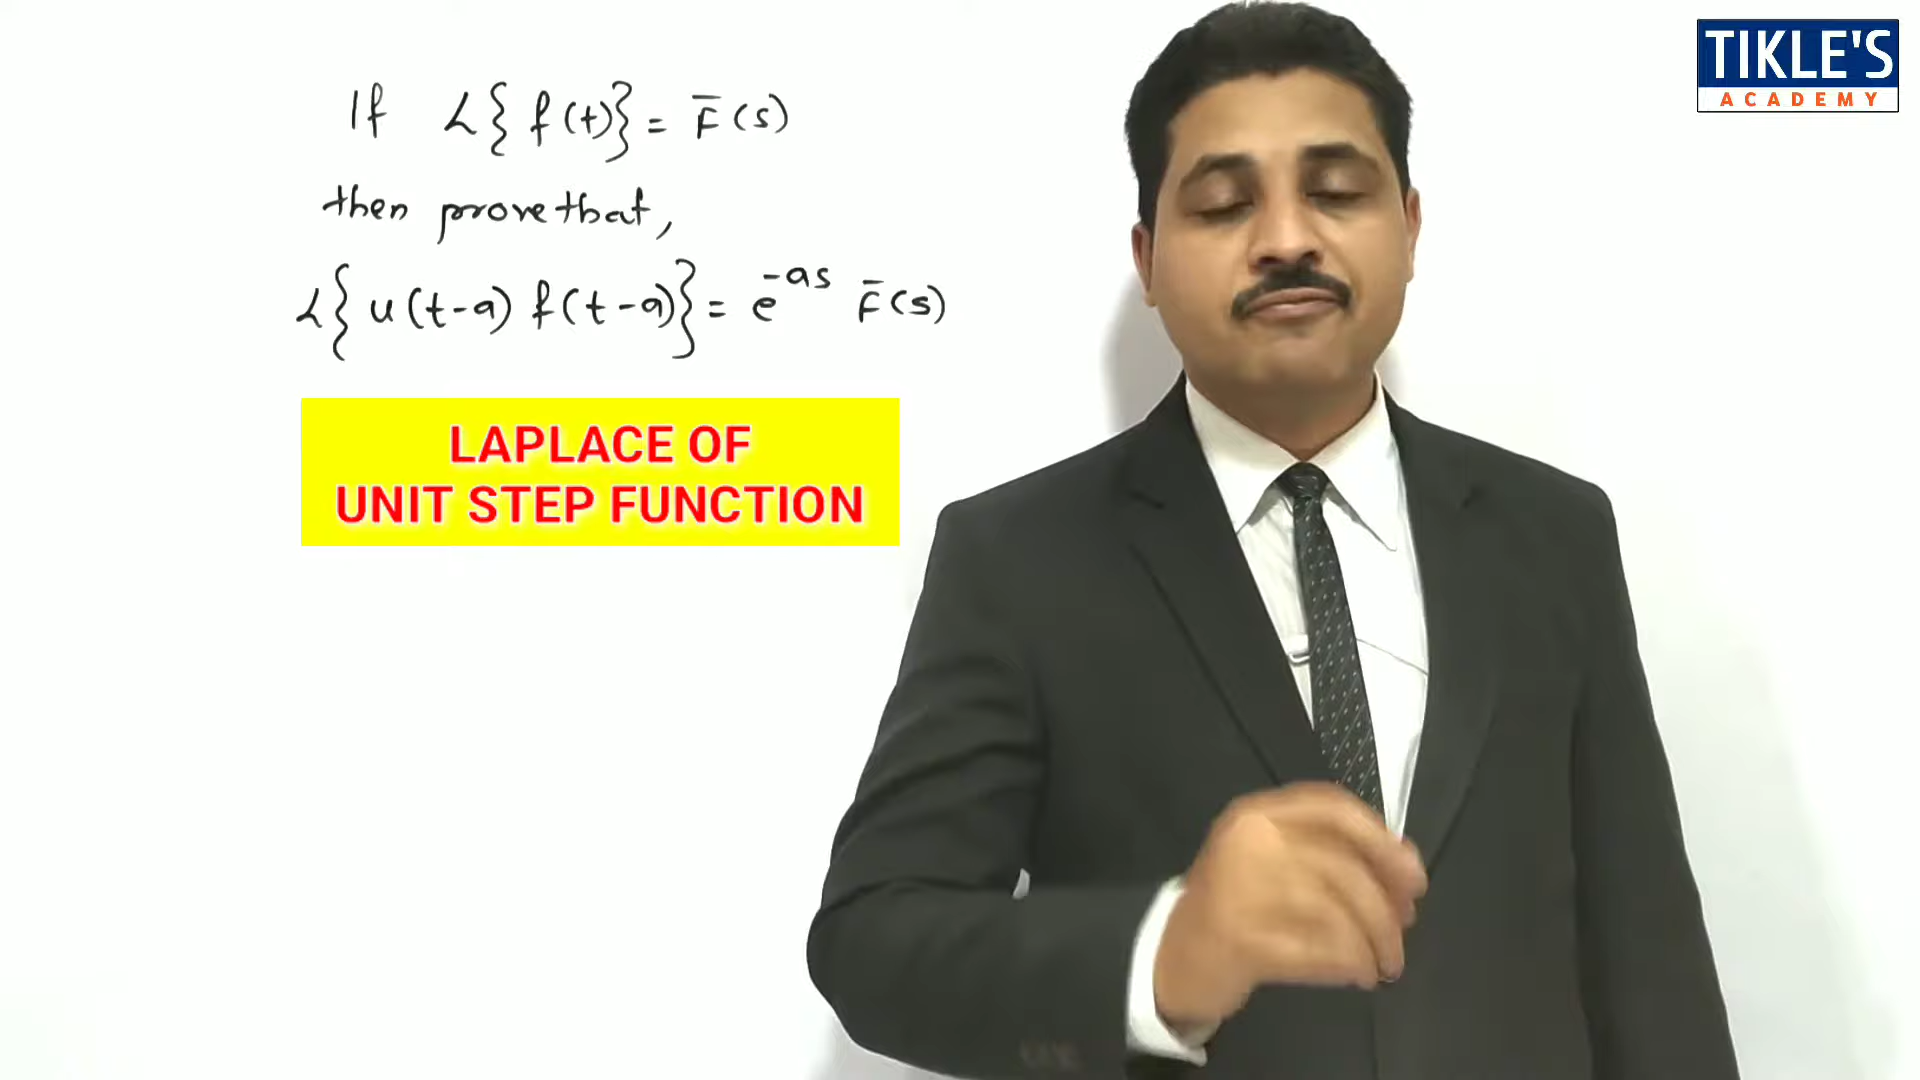 If L{f(t)} = F̅(s)
then prove that,
L{u(t-a) f(t-a)} = e^{-as} F̅(s)
LAPLACE OF
UNIT STEP FUNCTION
TIKLE'S
ACADEMY